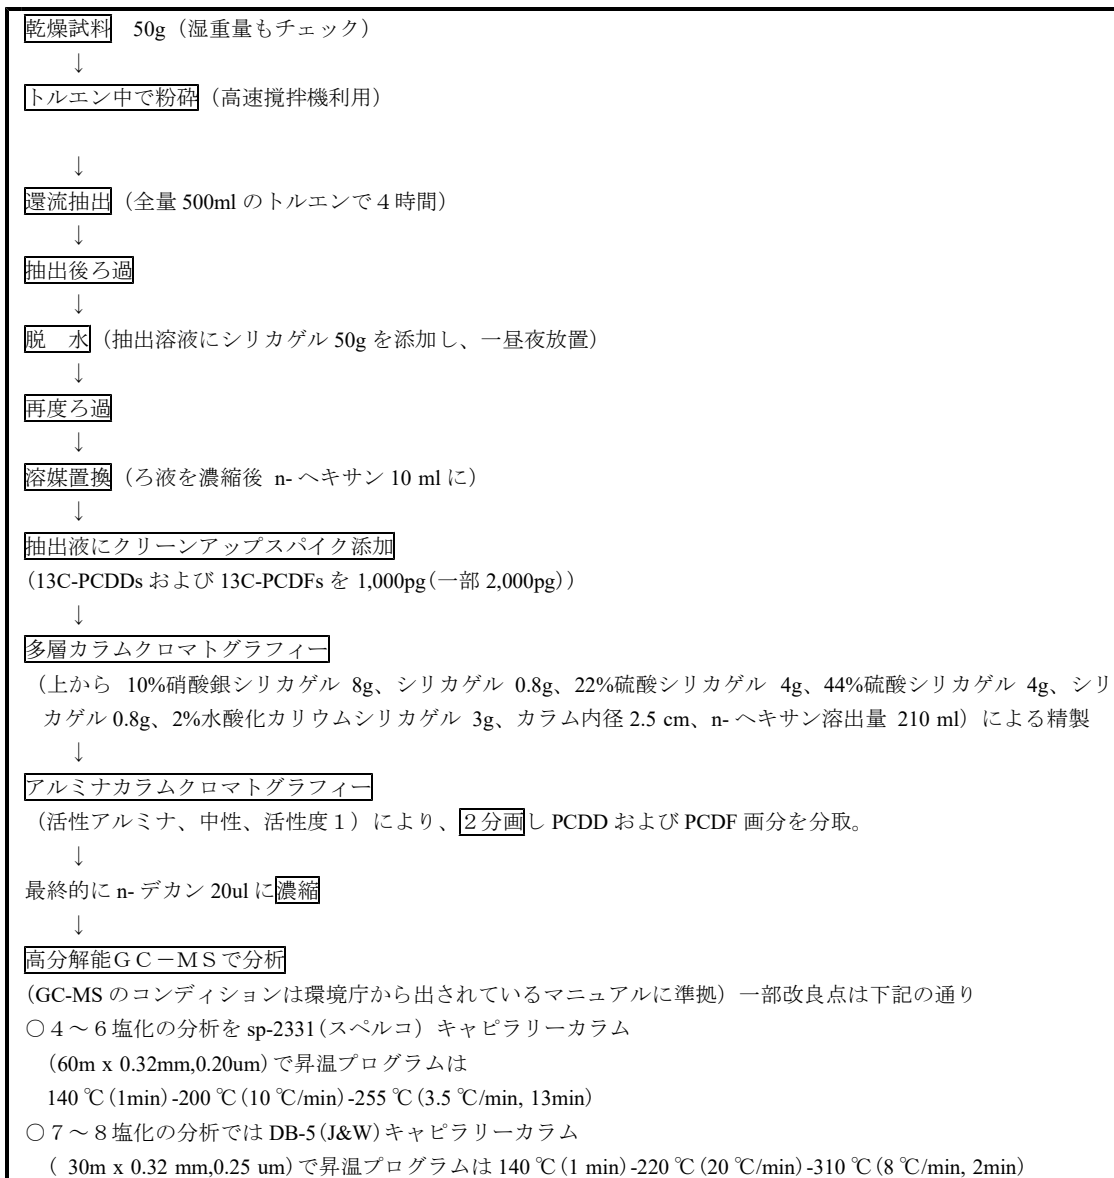 乾燥試料　50g（湿重量もチェック）
↓
トルエン中で粉砕（高速撹拌機利用）
↓
還流抽出（全量 500ml のトルエンで４時間）
↓
抽出後ろ過
↓
脱　水（抽出溶液にシリカゲル 50g を添加し、一昼夜放置）
↓
再度ろ過
↓
溶媒置換（ろ液を濃縮後 n- ヘキサン 10 ml に）
↓
抽出液にクリーンアップスパイク添加
（13C-PCDDs および 13C-PCDFs を 1,000pg（一部 2,000pg））
↓
多層カラムクロマトグラフィー
（上から 10%硝酸銀シリカゲル 8g、シリカゲル 0.8g、22%硫酸シリカゲル 4g、44%硫酸シリカゲル 4g、シリ
カゲル 0.8g、2%水酸化カリウムシリカゲル 3g、カラム内径 2.5 cm、n- ヘキサン溶出量 210 ml）による精製
↓
アルミナカラムクロマトグラフィー
（活性アルミナ、中性、活性度１）により、２分画し PCDD および PCDF 画分を分取。
↓
最終的に n- デカン 20ul に濃縮
↓
高分解能ＧＣ－ＭＳで分析
（GC-MS のコンディションは環境庁から出されているマニュアルに準拠）一部改良点は下記の通り
○４～６塩化の分析を sp-2331（スペルコ）キャピラリーカラム
（60m x 0.32mm,0.20um）で昇温プログラムは
140 ℃（1min）-200 ℃（10 ℃/min）-255 ℃（3.5 ℃/min, 13min）
○７～８塩化の分析では DB-5（J&W）キャピラリーカラム
（ 30m x 0.32 mm,0.25 um）で昇温プログラムは 140 ℃（1 min）-220 ℃（20 ℃/min）-310 ℃（8 ℃/min, 2min）